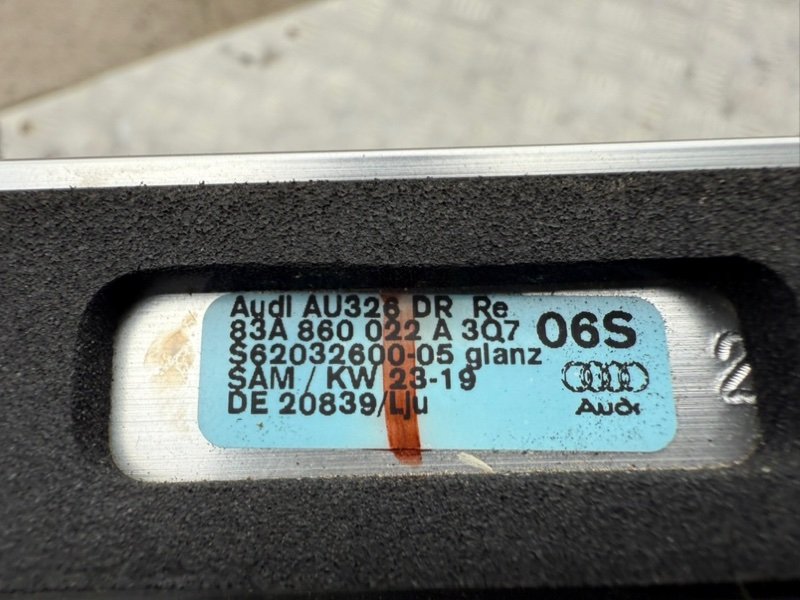 Audi AU326 DR Re
83A 860 022 A 3Q7
S62032600-05 glanz
SAM / KW 23-19
DE 20839/Lju
06S
Audi
2